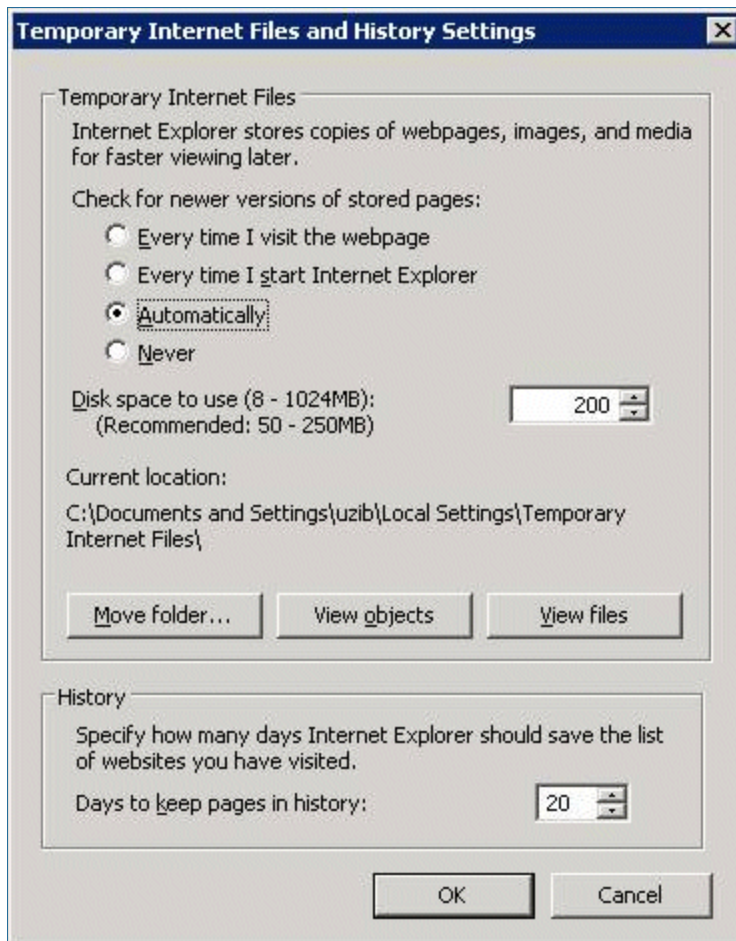 Temporary Internet Files and History Settings
Temporary Internet Files
Internet Explorer stores copies of webpages, images, and media
for faster viewing later.
Check for newer versions of stored pages:
Every time I visit the webpage
Every time I start Internet Explorer
Automatically
Never
Disk space to use (8 - 1024MB): 200
(Recommended: 50 - 250MB)
Current location:
C:\Documents and Settings\uzib\Local Settings\Temporary
Internet Files\
Move folder... View objects View files
History
Specify how many days Internet Explorer should save the list
of websites you have visited.
Days to keep pages in history: 20
OK Cancel